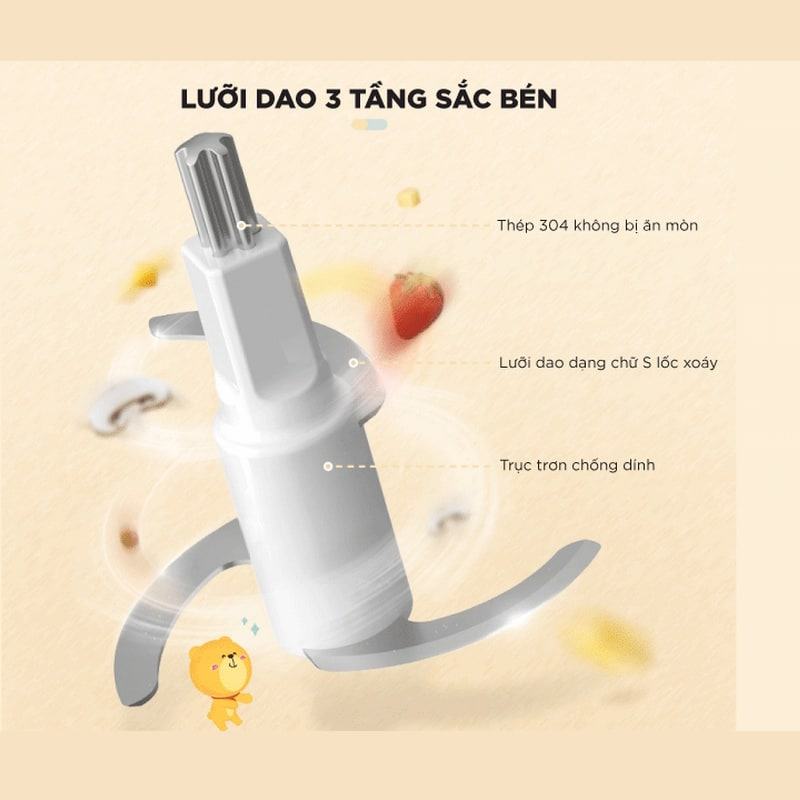 LƯỠI DAO 3 TẦNG SẮC BÉN
Thép 304 không bị ăn mòn
Lưỡi dao dạng chữ S lốc xoáy
Trục trơn chống dính